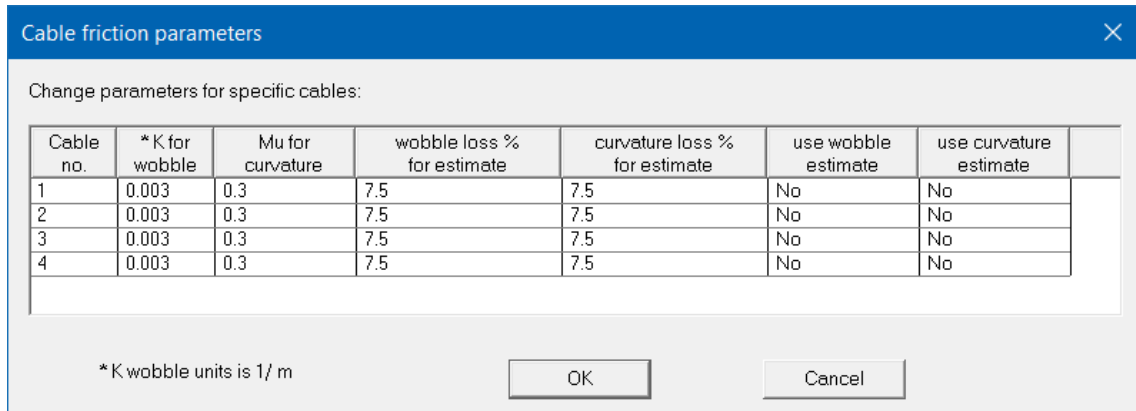 Cable friction parameters
Change parameters for specific cables:
Cable no. *K for wobble Mu for curvature wobble loss % for estimate curvature loss % for estimate use wobble estimate use curvature estimate
1 0.003 0.3 7.5 7.5 No No
2 0.003 0.3 7.5 7.5 No No
3 0.003 0.3 7.5 7.5 No No
4 0.003 0.3 7.5 7.5 No No
*K wobble units is 1/ m OK Cancel